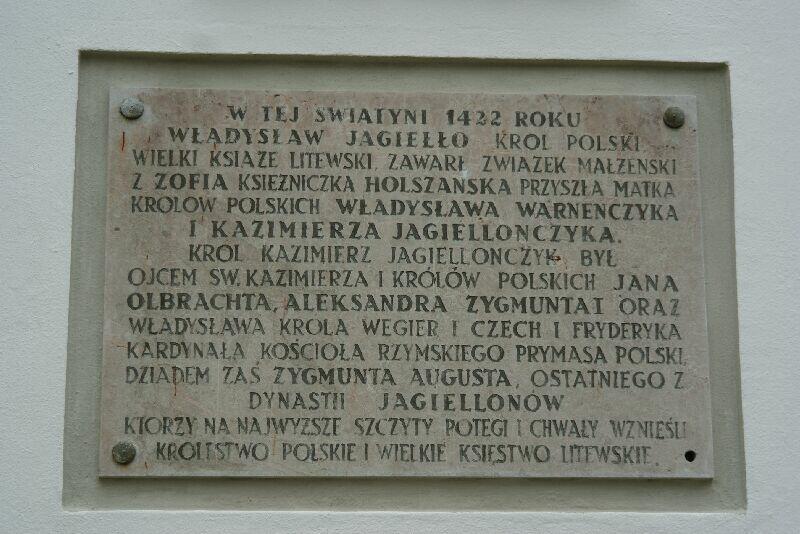 W TEJ SWIATYNI 1422 ROKU
WŁADYSŁAW JAGIEŁŁO KROL POLSKI
WIELKI KSIAZE LITEWSKI ZAWARŁ ZWIAZEK MAŁZENSKI
Z ZOFIA KSIEZNICZKA HOLSZANSKA PRZYSZŁA MATKA
KROLOW POLSKICH WŁADYSŁAWA WARNENCZYKA
I KAZIMIERZA JAGIELLONCZYKA.
KROL KAZIMIERZ JAGIELLONCZYK BYŁ
OJCEM SW. KAZIMIERZA I KRÓLÓW POLSKICH JANA
OLBRACHTA, ALEKSANDRA ZYGMUNTA I ORAZ
WŁADYSŁAWA KROLA WEGIER I CZECH I FRYDERYKA
KARDYNAŁA KOŚCIOŁA RZYMSKIEGO PRYMASA POLSKI,
DZIADEM ZAS ZYGMUNTA AUGUSTA, OSTATNIEGO Z
DYNASTII JAGIELLONÓW
KTORZY NA NAJWYZSZE SZCZYTY POTEGI I CHWAŁY WZNIEŚLI
KROLESTWO POLSKIE I WIELKIE KSIĘSTWO LITEWSKIE.